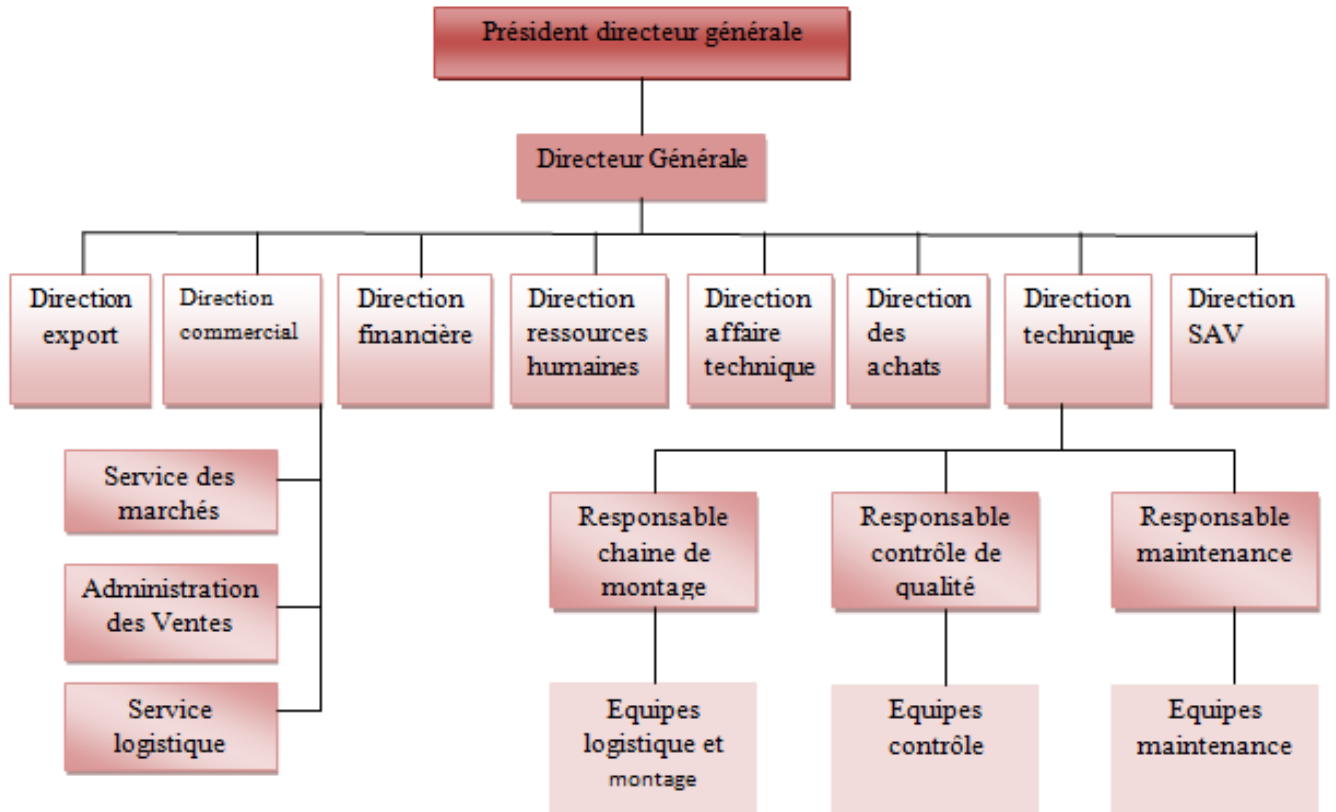 Président directeur générale
Directeur Générale
Direction
export
Direction
commercial
Direction
financière
Direction
ressources
humaines
Direction
affaire
technique
Direction
des
achats
Direction
technique
Direction
SAV
Service des
marchés
Administration
des Ventes
Service
logistique
Responsable
chaine de
montage
Responsable
contrôle de
qualité
Responsable
maintenance
Equipes
logistique et
montage
Equipes
contrôle
Equipes
maintenance